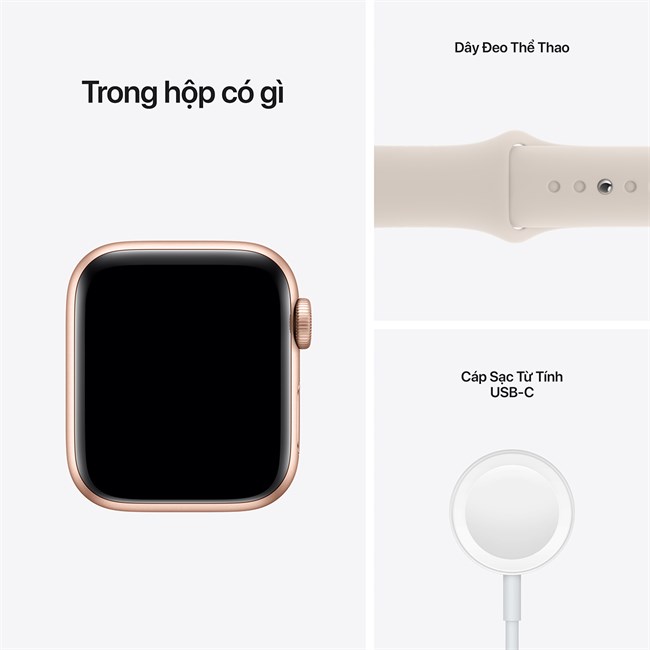 Trong hộp có gì
Dây Đeo Thể Thao
Cáp Sạc Từ Tính
USB-C